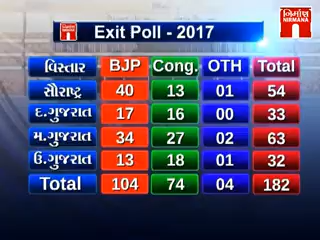 નિર્માણ
NIRMANA
Exit Poll - 2017
વિસ્તાર BJP Cong. OTH Total
સૌરાષ્ટ્ર 40 13 01 54
દ.ગુજરાત 17 16 00 33
મ.ગુજરાત 34 27 02 63
ઉ.ગુજરાત 13 18 01 32
Total 104 74 04 182